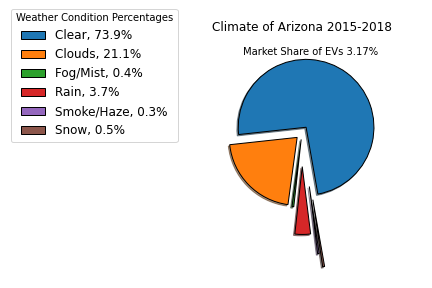 Weather Condition Percentages
Clear, 73.9%
Clouds, 21.1%
Fog/Mist, 0.4%
Rain, 3.7%
Smoke/Haze, 0.3%
Snow, 0.5%
Climate of Arizona 2015-2018
Market Share of EVs 3.17%